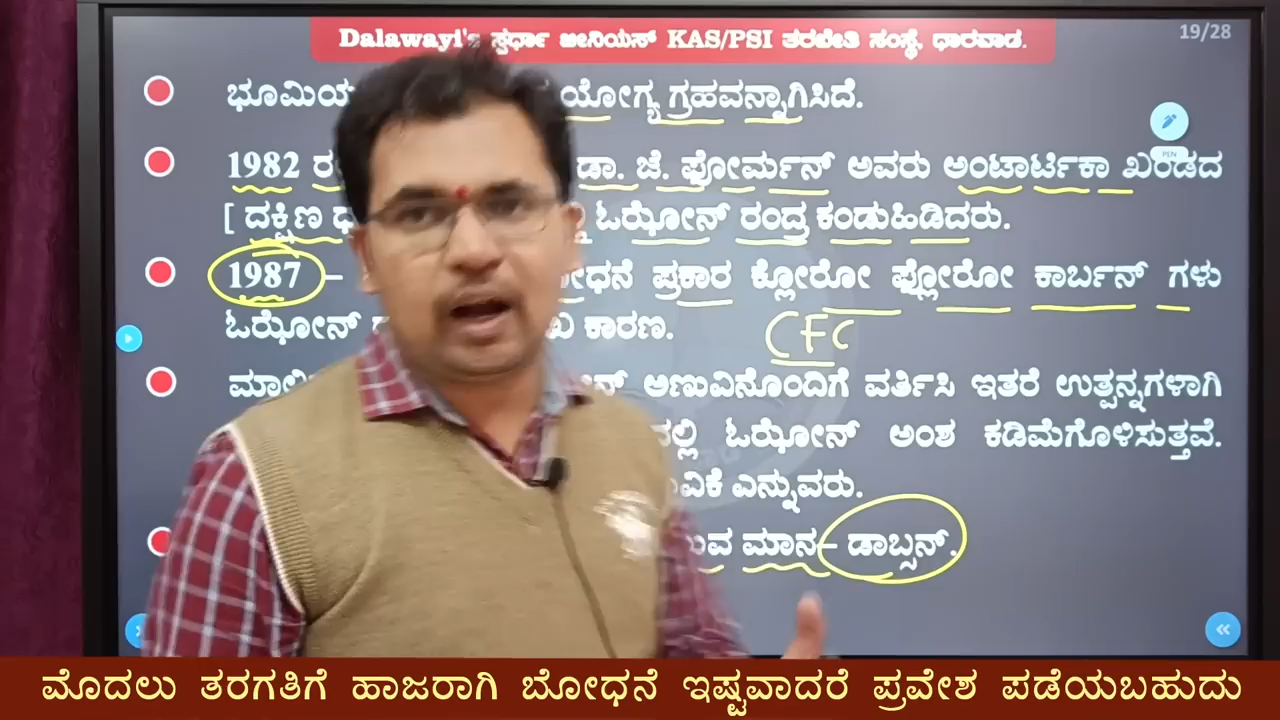 Dalawayi's ಸ್ಪರ್ಧಾ ಜೀನಿಯಸ್ KAS/PSI ತರಬೇತಿ ಸಂಸ್ಥೆ, ಧಾರವಾಡ.
19/28
ಯೋಗ್ಯ ಗ್ರಹವನ್ನಾಗಿಸಿದೆ.
PEN
1982 ಡಾ. ಜೆ. ಫೋರ್ಮನ್ ಅವರು ಅಂಟಾರ್ಟಿಕಾ ಖಂಡದ
[ ದಕ್ಷಿಣ ಓಝೋನ್ ರಂದ್ರ ಕಂಡುಹಿಡಿದರು.
1987 – ಪ್ರಕಾರ ಕ್ಲೋರೋ ಫ್ಲೋರೋ ಕಾರ್ಬನ್ ಗಳು
ಓಝೋನ್ ಕಾರಣ.
CFC
ಅಣುವಿನೊಂದಿಗೆ ವರ್ತಿಸಿ ಇತರೆ ಉತ್ಪನ್ನಗಳಾಗಿ
ಓಝೋನ್ ಅಂಶ ಕಡಿಮೆಗೊಳಿಸುತ್ತವೆ.
ಎನ್ನುವರು.
ಮಾನ– ಡಾಬ್ಸನ್.
ಮೊದಲು ತರಗತಿಗೆ ಹಾಜರಾಗಿ ಬೋಧನೆ ಇಷ್ಟವಾದರೆ ಪ್ರವೇಶ ಪಡೆಯಬಹುದು